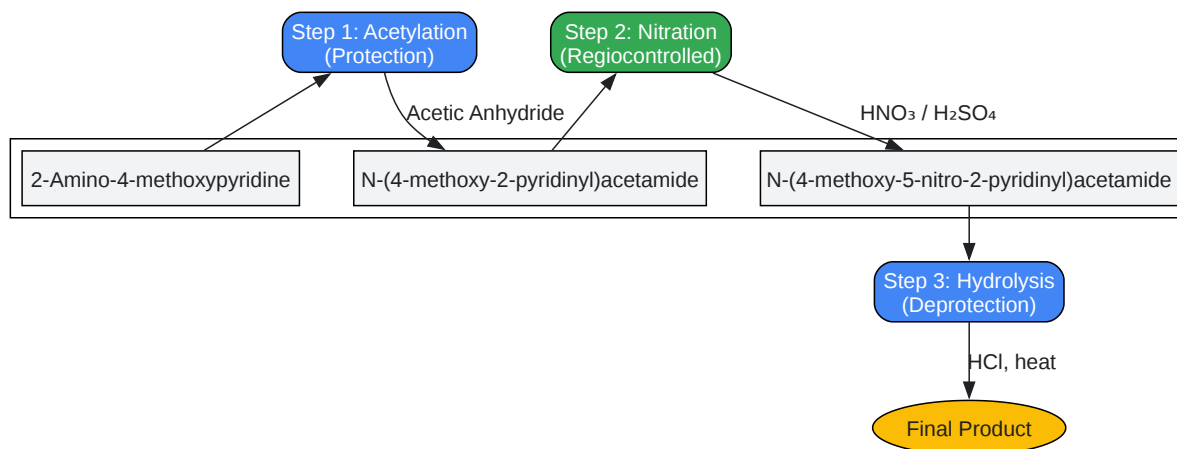 Step 1: Acetylation
(Protection)
Step 2: Nitration
(Regiocontrolled)
Acetic Anhydride
HNO₃ / H₂SO₄
2-Amino-4-methoxypyridine
N-(4-methoxy-2-pyridinyl)acetamide
N-(4-methoxy-5-nitro-2-pyridinyl)acetamide
Step 3: Hydrolysis
(Deprotection)
HCl, heat
Final Product